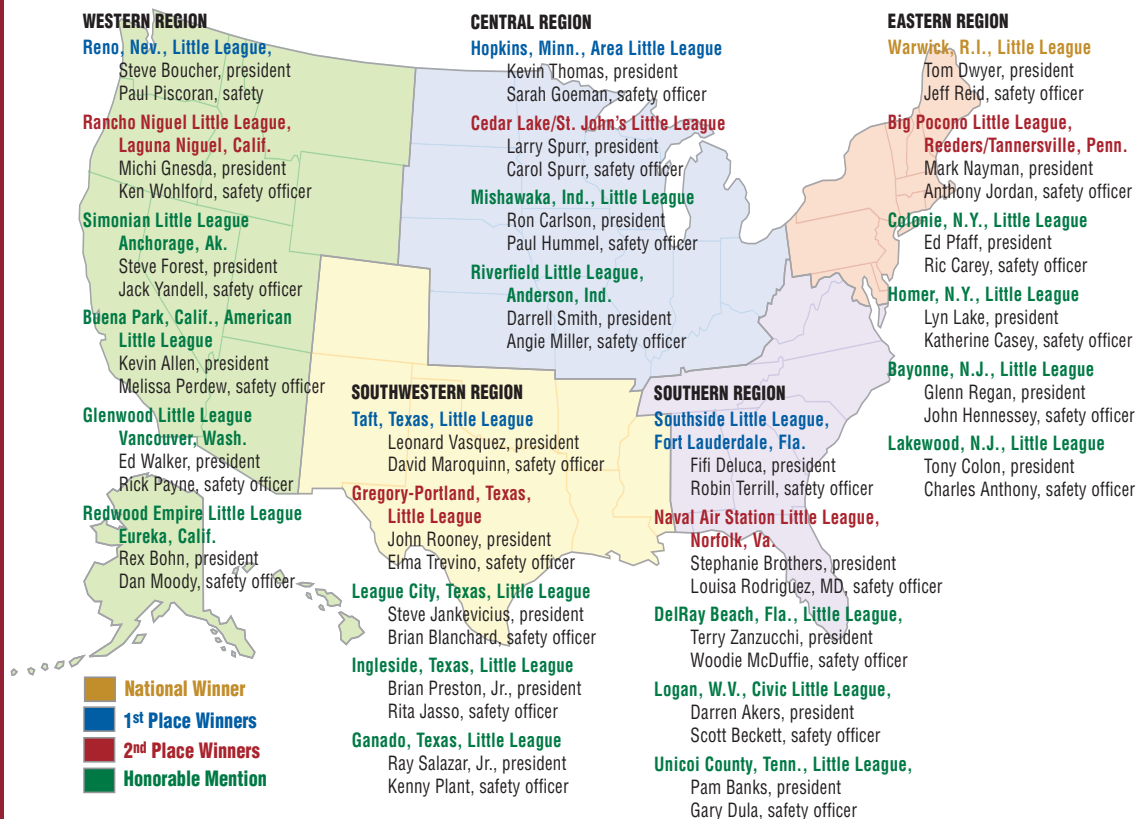 WESTERN REGION
Reno, Nev., Little League,
Steve Boucher, president
Paul Piscoran, safety
Rancho Niguel Little League,
Laguna Niguel, Calif.
Michi Gnesda, president
Ken Wohlford, safety officer
Simonian Little League
Anchorage, Ak.
Steve Forest, president
Jack Yandell, safety officer
Buena Park, Calif., American
Little League
Kevin Allen, president
Melissa Perdew, safety officer
Glenwood Little League
Vancouver, Wash.
Ed Walker, president
Rick Payne, safety officer
Redwood Empire Little League
Eureka, Calif.
Rex Bohn, president
Dan Moody, safety officer
CENTRAL REGION
Hopkins, Minn., Area Little League
Kevin Thomas, president
Sarah Goeman, safety officer
Cedar Lake/St. John's Little League
Larry Spurr, president
Carol Spurr, safety officer
Mishawaka, Ind., Little League
Ron Carlson, president
Paul Hummel, safety officer
Riverfield Little League,
Anderson, Ind.
Darrell Smith, president
Angie Miller, safety officer
EASTERN REGION
Warwick, R.I., Little League
Tom Dwyer, president
Jeff Reid, safety officer
Big Pocono Little League,
Reeders/Tannersville, Penn.
Mark Nayman, president
Anthony Jordan, safety officer
Colonie, N.Y., Little League
Ed Pfaff, president
Ric Carey, safety officer
Homer, N.Y., Little League
Lyn Lake, president
Katherine Casey, safety officer
Bayonne, N.J., Little League
Glenn Regan, president
John Hennessey, safety officer
Lakewood, N.J., Little League
Tony Colon, president
Charles Anthony, safety officer
SOUTHWESTERN REGION
Taft, Texas, Little League
Leonard Vasquez, president
David Maroquinn, safety officer
Gregory-Portland, Texas,
Little League
John Rooney, president
Elma Trevino, safety officer
League City, Texas, Little League
Steve Jankevicius, president
Brian Blanchard, safety officer
Ingleside, Texas, Little League
Brian Preston, Jr., president
Rita Jasso, safety officer
Ganado, Texas, Little League
Ray Salazar, Jr., president
Kenny Plant, safety officer
SOUTHERN REGION
Southside Little League,
Fort Lauderdale, Fla.
Fifi Deluca, president
Robin Terrill, safety officer
Naval Air Station Little League,
Norfolk, Va.
Stephanie Brothers, president
Louisa Rodriguez, MD, safety officer
DelRay Beach, Fla., Little League,
Terry Zanzucchi, president
Woodie McDuffie, safety officer
Logan, W.V., Civic Little League,
Darren Akers, president
Scott Beckett, safety officer
Unicoi County, Tenn., Little League,
Pam Banks, president
Gary Dula, safety officer
National Winner
1st Place Winners
2nd Place Winners
Honorable Mention